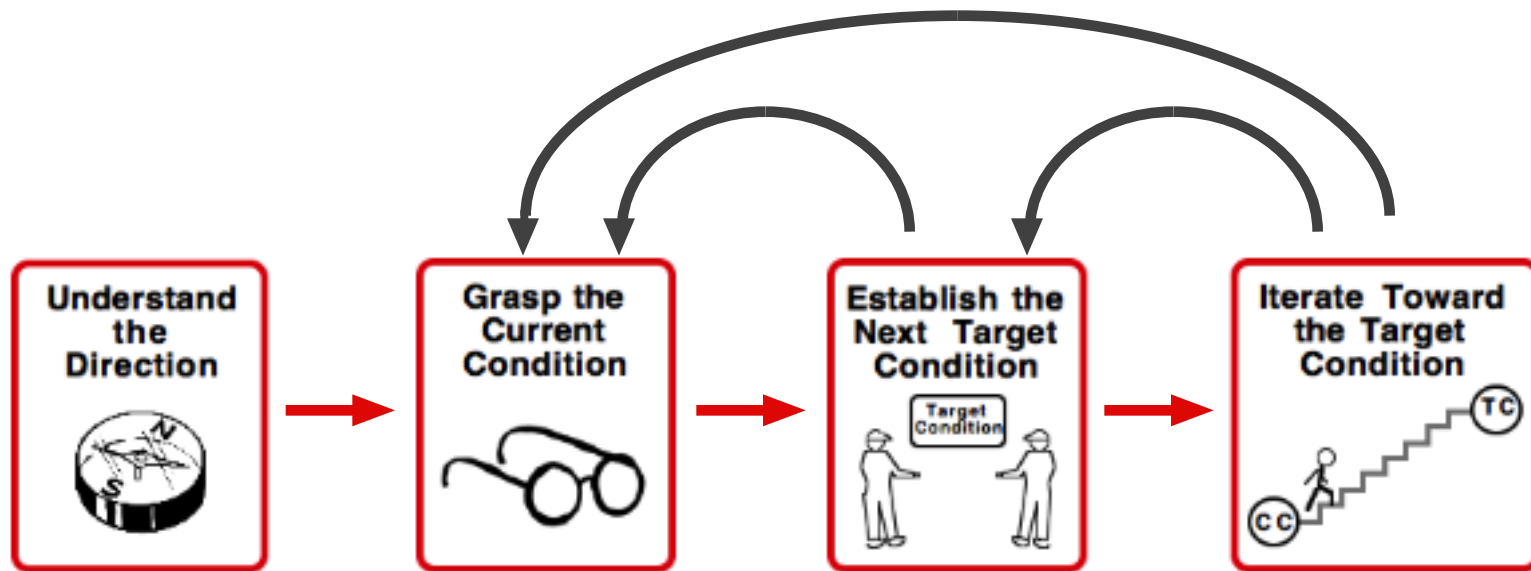 Understand
the
Direction
N
S
Grasp the
Current
Condition
Establish the
Next Target
Condition
Target
Condition
Iterate Toward
the Target
Condition
TC
CC